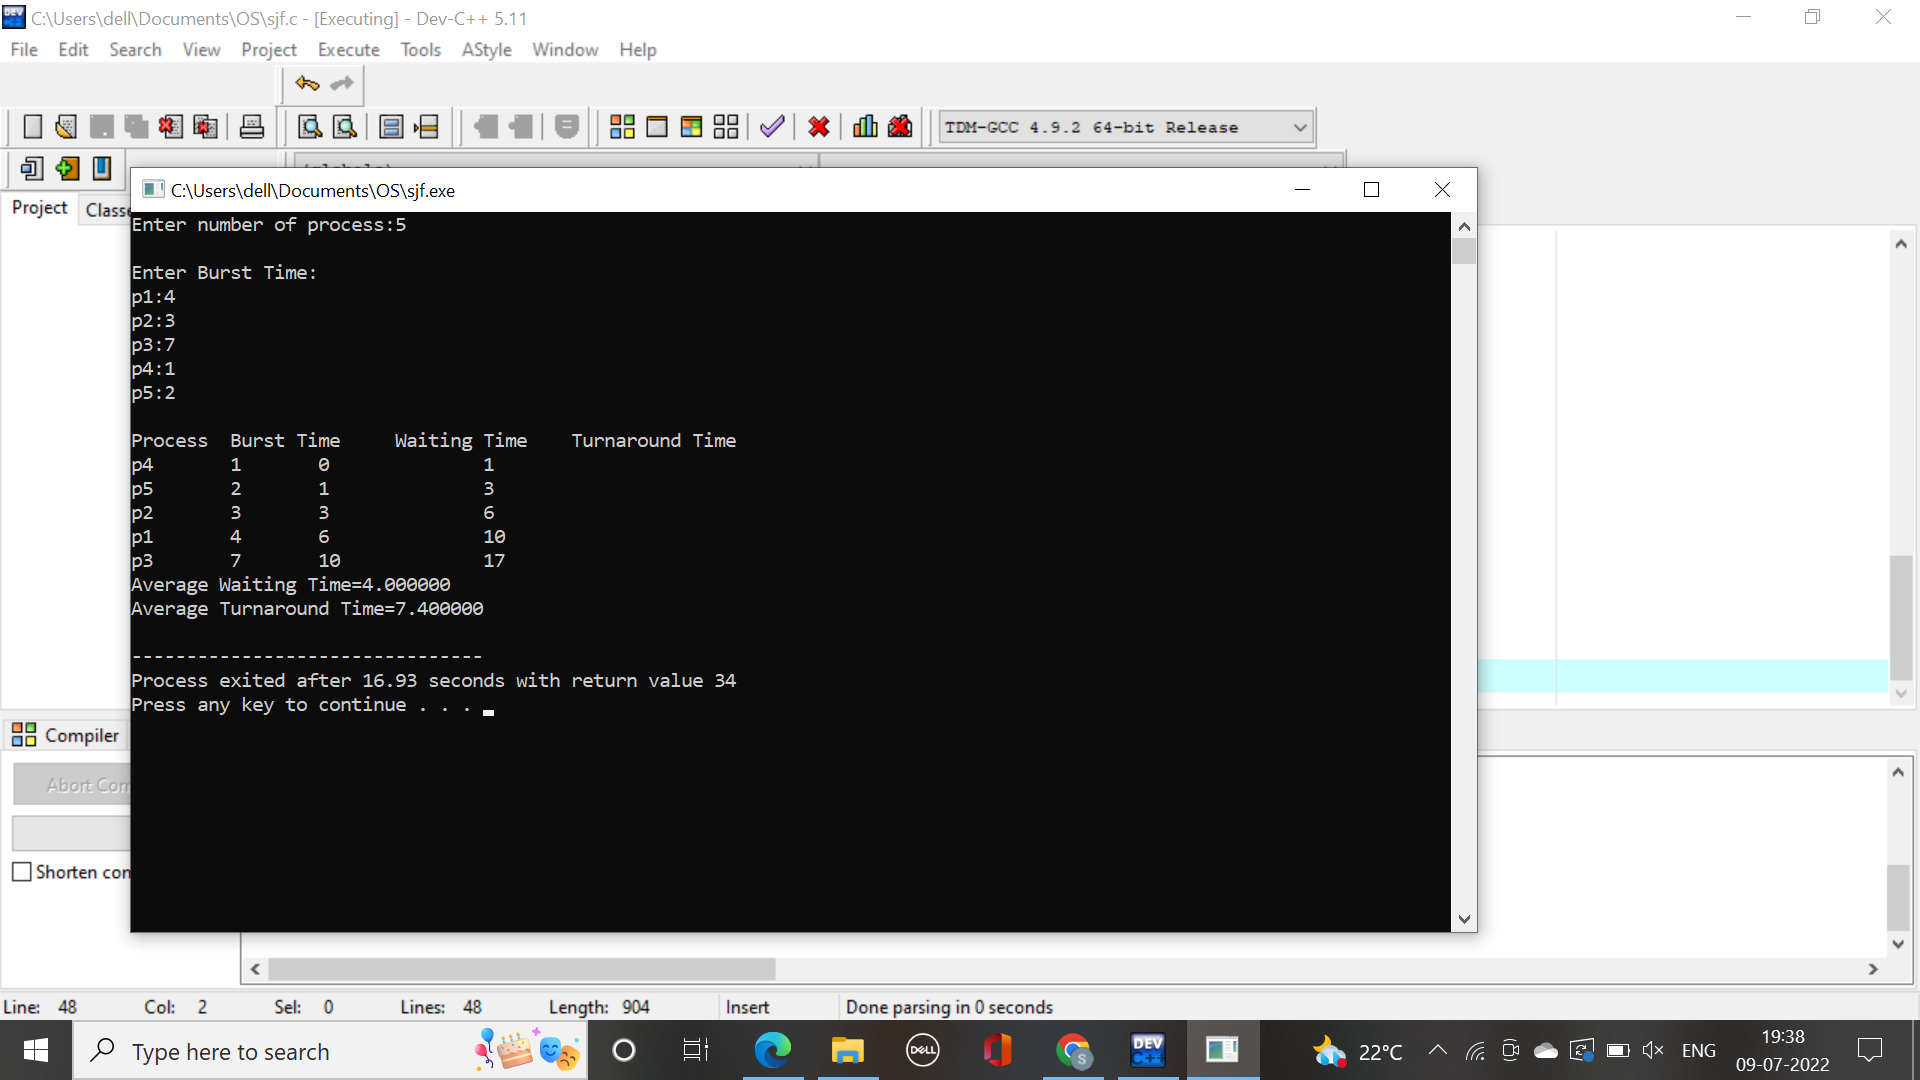 C:\Users\dell\Documents\OS\sjf.c - [Executing] - Dev-C++ 5.11
File Edit Search View Project Execute Tools AStyle Window Help
TDM-GCC 4.9.2 64-bit Release
Project Classe
C:\Users\dell\Documents\OS\sjf.exe
Enter number of process:5
Enter Burst Time:
p1:4
p2:3
p3:7
p4:1
p5:2
Process Burst Time Waiting Time Turnaround Time
p4 1 0 1
p5 2 1 3
p2 3 3 6
p1 4 6 10
p3 7 10 17
Average Waiting Time=4.000000
Average Turnaround Time=7.400000
--------------------------------
Process exited after 16.93 seconds with return value 34
Press any key to continue . . .
Compiler
Abort Com
Shorten con
Line: 48 Col: 2 Sel: 0 Lines: 48 Length: 904 Insert Done parsing in 0 seconds
Type here to search
DELL
DEV C++
S
22°C
ENG
19:38
09-07-2022